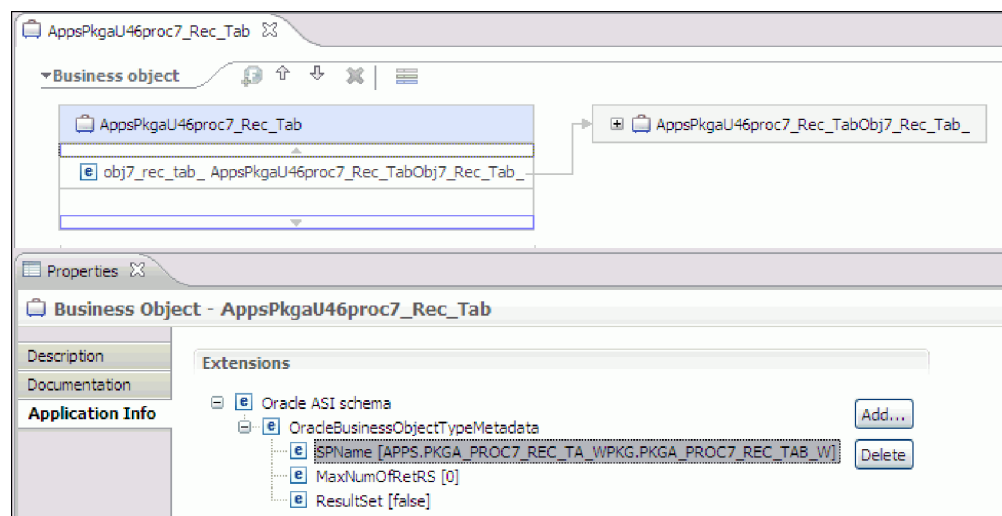 AppsPkgaU46proc7_Rec_Tab
Business object
AppsPkgaU46proc7_Rec_Tab
AppsPkgaU46proc7_Rec_TabObj7_Rec_Tab_
obj7_rec_tab_ AppsPkgaU46proc7_Rec_TabObj7_Rec_Tab_
Properties
Business Object - AppsPkgaU46proc7_Rec_Tab
Description
Documentation
Application Info
Extensions
Oracle ASI schema
OracleBusinessObjectTypeMetadata
SPName [APPS.PKGA_PROC7_REC_TA_WPKG.PKGA_PROC7_REC_TAB_W]
MaxNumOfRetRS [0]
ResultSet [false]
Add...
Delete